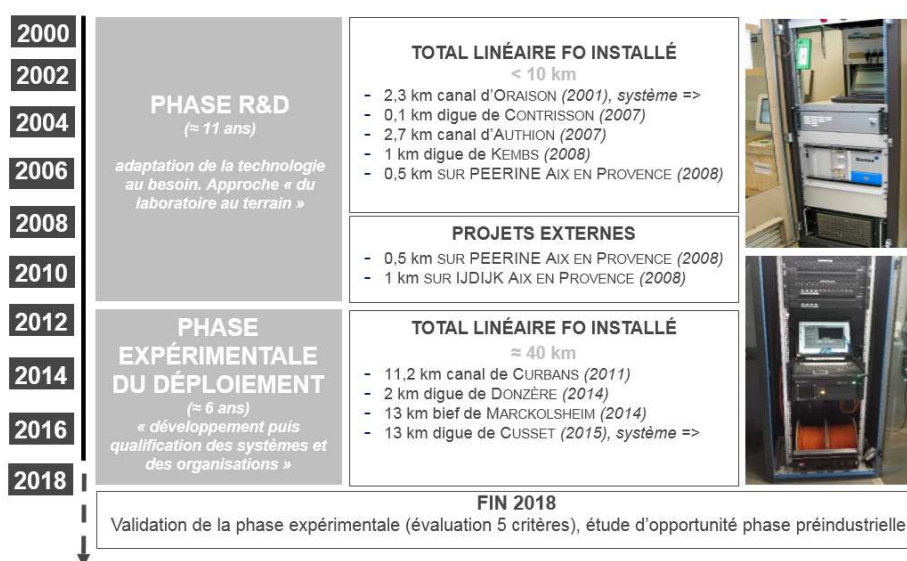 2000
2002
2004
2006
2008
2010
2012
2014
2016
2018
PHASE R&D
(≈ 11 ans)
adaptation de la technologie
au besoin. Approche « du
laboratoire au terrain »
TOTAL LINÉAIRE FO INSTALLÉ
< 10 km
- 2,3 km canal d'ORAISON (2001), système =>
- 0,1 km digue de CONTRISSON (2007)
- 2,7 km canal d'AUTHION (2007)
- 1 km digue de KEMBS (2008)
- 0,5 km SUR PEERINE AIX EN PROVENCE (2008)
PROJETS EXTERNES
- 0,5 km SUR PEERINE AIX EN PROVENCE (2008)
- 1 km SUR IJDIJK AIX EN PROVENCE (2008)
PHASE
EXPÉRIMENTALE
DU DÉPLOIEMENT
(≈ 6 ans)
« développement puis
qualification des systèmes et
des organisations »
TOTAL LINÉAIRE FO INSTALLÉ
≈ 40 km
- 11,2 km canal de CURBANS (2011)
- 2 km digue de DONZÈRE (2014)
- 13 km bief de MARCKOLSHEIM (2014)
- 13 km digue de CUSSET (2015), système =>
FIN 2018
Validation de la phase expérimentale (évaluation 5 critères), étude d'opportunité phase préindustrielle